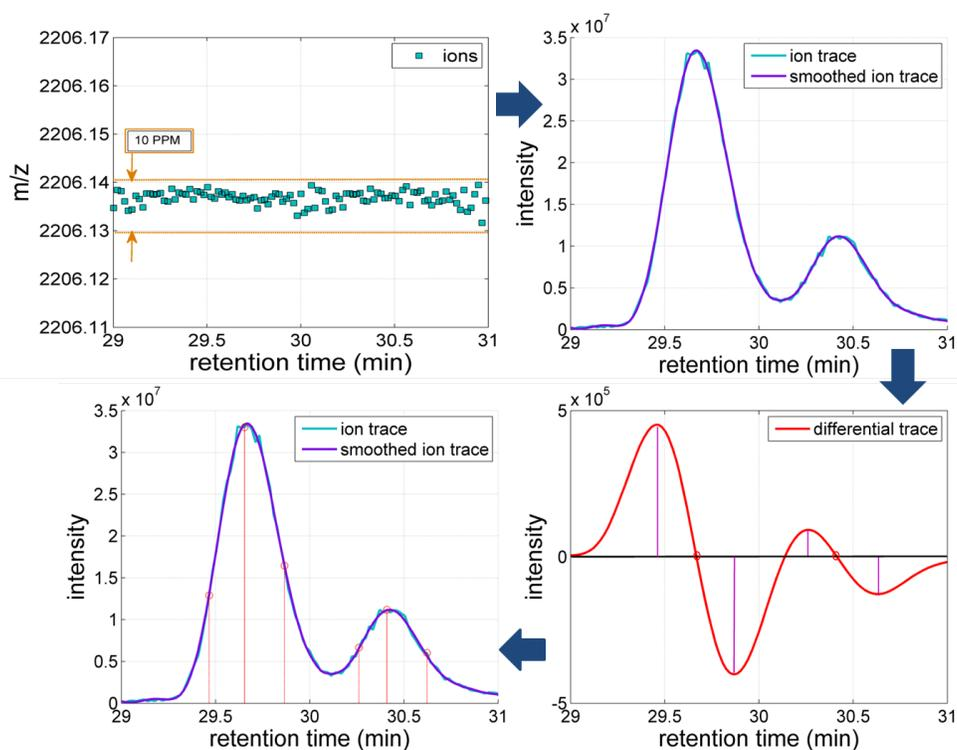 2206.17
2206.16
2206.15
2206.14
2206.13
2206.12
2206.11
m/z
ions
10 PPM
29 29.5 30 30.5 31
retention time (min)
x 10^7
3.5
3
2.5
2
1.5
1
0.5
0
intensity
ion trace
smoothed ion trace
29 29.5 30 30.5 31
retention time (min)
x 10^7
3.5
3
2.5
2
1.5
1
0.5
0
intensity
ion trace
smoothed ion trace
29 29.5 30 30.5 31
retention time (min)
x 10^5
5
0
-5
intensity
differential trace
29 29.5 30 30.5 31
retention time (min)